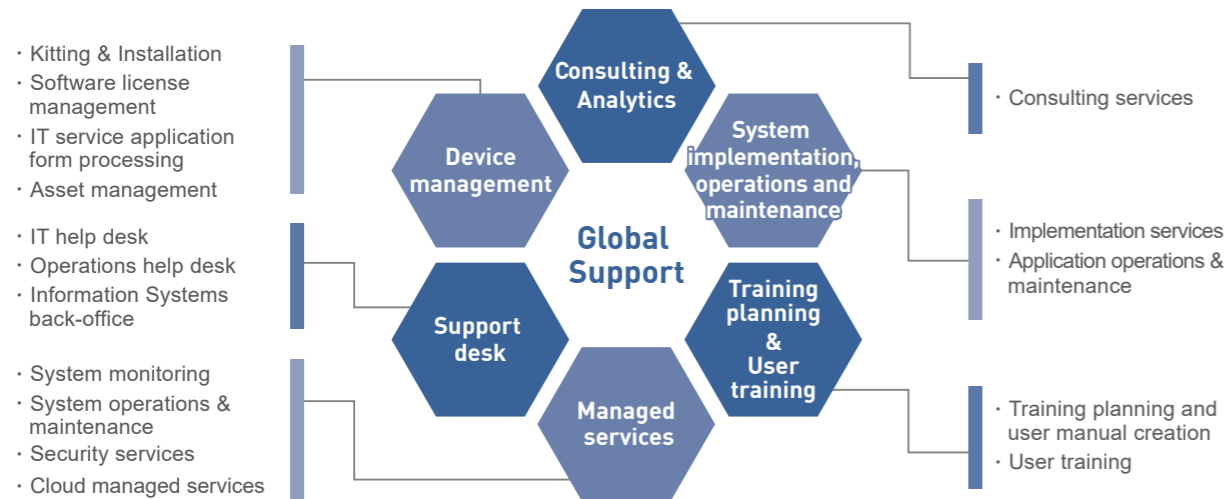 · Kitting & Installation
· Software license
management
· IT service application
form processing
· Asset management
· IT help desk
· Operations help desk
· Information Systems
back-office
· System monitoring
· System operations &
maintenance
· Security services
· Cloud managed services
Consulting &
Analytics
Device
management
System
implementation,
operations and
maintenances
Global
Support
Support
desk
Training
planning
&
User
training
Managed
services
· Consulting services
· Implementation services
· Application operations &
maintenance
· Training planning and
user manual creation
· User training